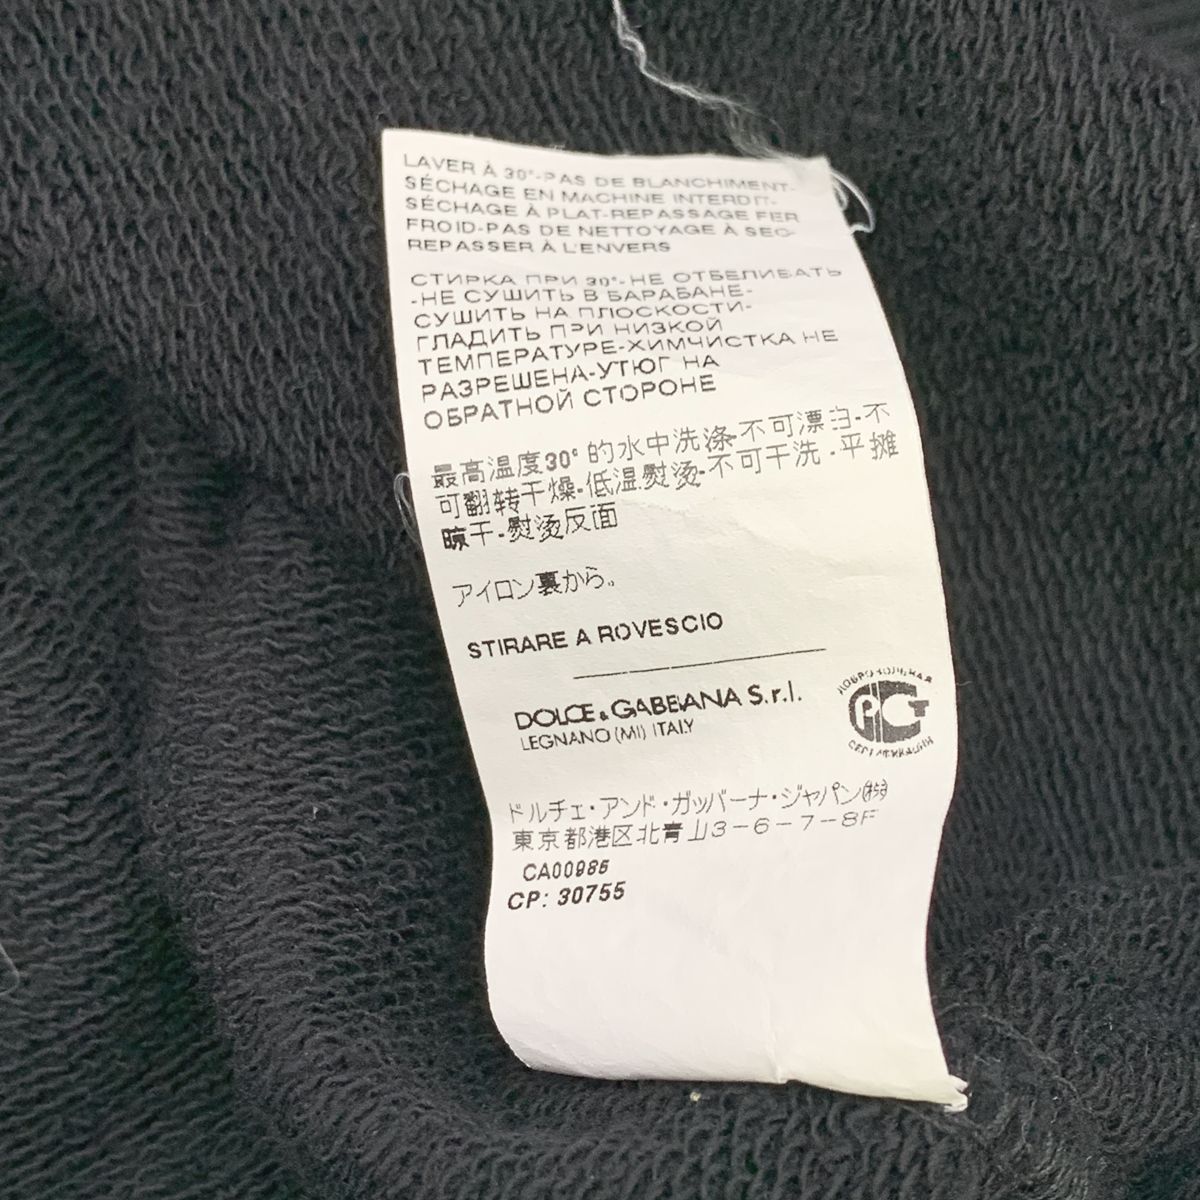 LAVER À 30°-PAS DE BLANCHIMENT-
SÉCHAGE EN MACHINE INTERDIT-
SÉCHAGE À PLAT-REPASSAGE FER
FROID-PAS DE NETTOYAGE À SEC-
REPASSER À L'ENVERS
СТИРКА ПРИ 30°-НЕ ОТБЕЛИВАТЬ
-НЕ СУШИТЬ В БАРАБАНЕ-
СУШИТЬ НА ПЛОСКОСТИ-
ГЛАДИТЬ ПРИ НИЗКОЙ
ТЕМПЕРАТУРЕ-ХИМЧИСТКА НЕ
РАЗРЕШЕНА-УТЮГ НА
ОБРАТНОЙ СТОРОНЕ
最高温度30°的水中洗涤-不可漂白-不
可翻转干燥-低温熨烫-不可干洗-平摊
晾干-熨烫反面
アイロン裏から。
STIRARE A ROVESCIO
DOLCE & GABBANA S.r.l.
LEGNANO (MI) ITALY
ДОБРОВОЛЬНАЯ
РСТ
СЕРТИФИКАЦИЯ
ドルチェ・アンド・ガッバーナ・ジャパン(株)
東京都港区北青山3-6-7-8F
CA00985
CP: 30755